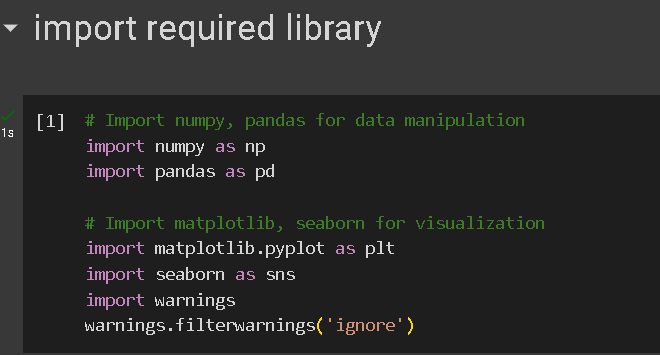 import required library
[1] # Import numpy, pandas for data manipulation
1s import numpy as np
import pandas as pd
# Import matplotlib, seaborn for visualization
import matplotlib.pyplot as plt
import seaborn as sns
import warnings
warnings.filterwarnings('ignore')